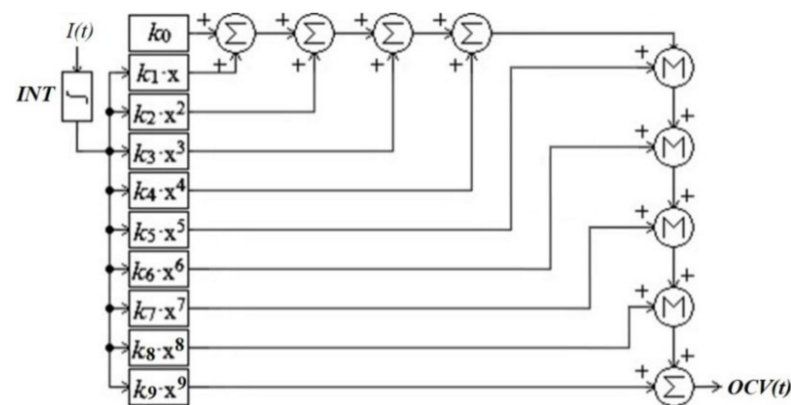 I(t)
INT
k₀
k₁·x
k₂·x²
k₃·x³
k₄·x⁴
k₅·x⁵
k₆·x⁶
k₇·x⁷
k₈·x⁸
k₉·x⁹
+ Σ + Σ + Σ + Σ
+ + + +
+ M
+ + M
+ + M
+ + M
+ + Σ
OCV(t)